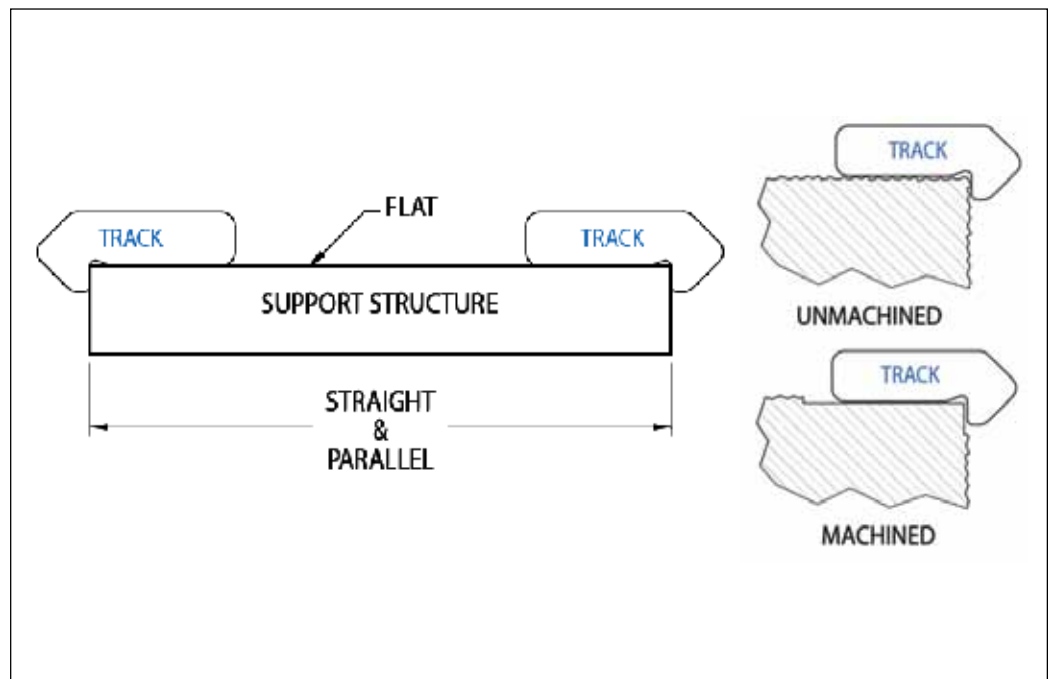 FLAT
TRACK
TRACK
SUPPORT STRUCTURE
STRAIGHT
&
PARALLEL
TRACK
UNMACHINED
TRACK
MACHINED